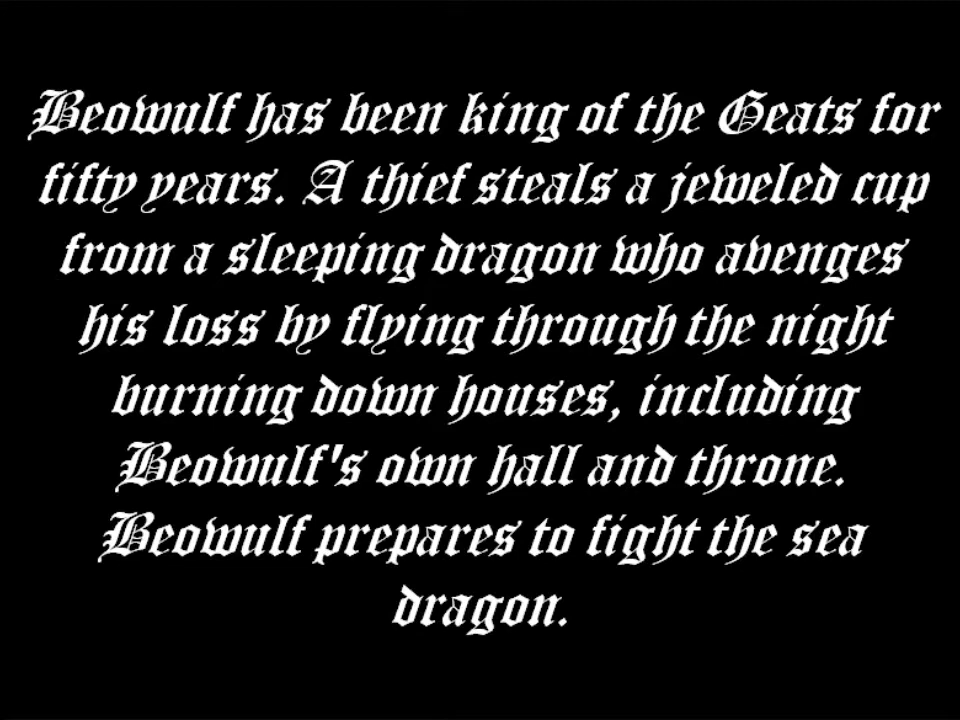 Beowulf has been king of the Geats for
fifty years. A thief steals a jeweled cup
from a sleeping dragon who avenges
his loss by flying through the night
burning down houses, including
Beowulf's own hall and throne.
Beowulf prepares to fight the sea
dragon.